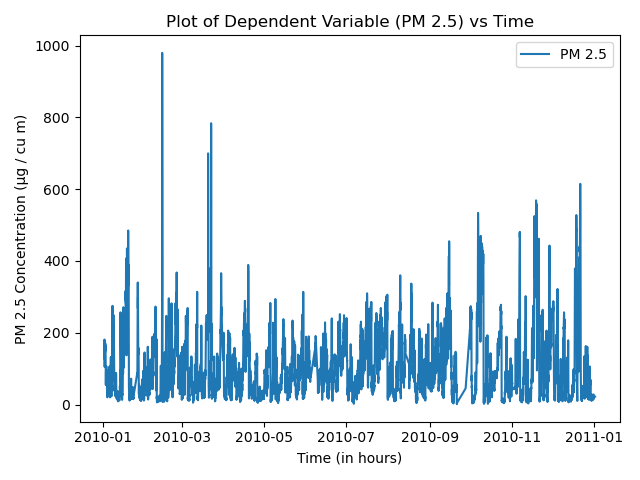 Plot of Dependent Variable (PM 2.5) vs Time
PM 2.5
PM 2.5 Concentration (µg / cu m)
1000
800
600
400
200
0
2010-01 2010-03 2010-05 2010-07 2010-09 2010-11 2011-01
Time (in hours)